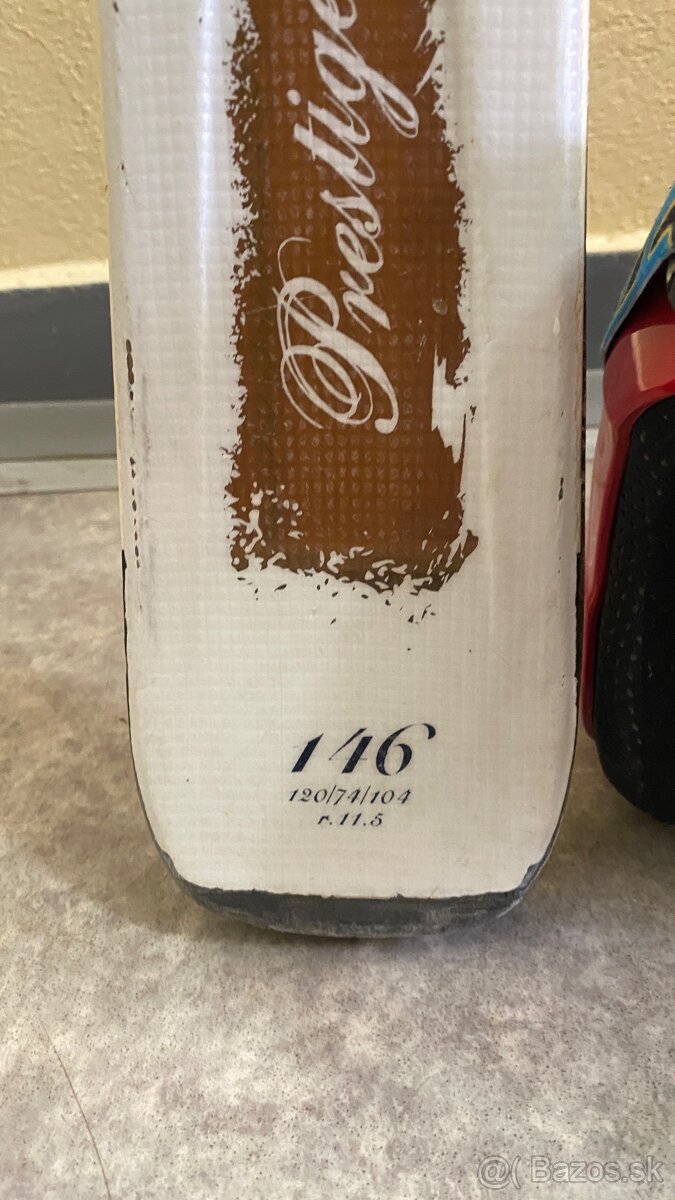 Prestige
146
120/74/104
r.11.5
@( Bazos.sk